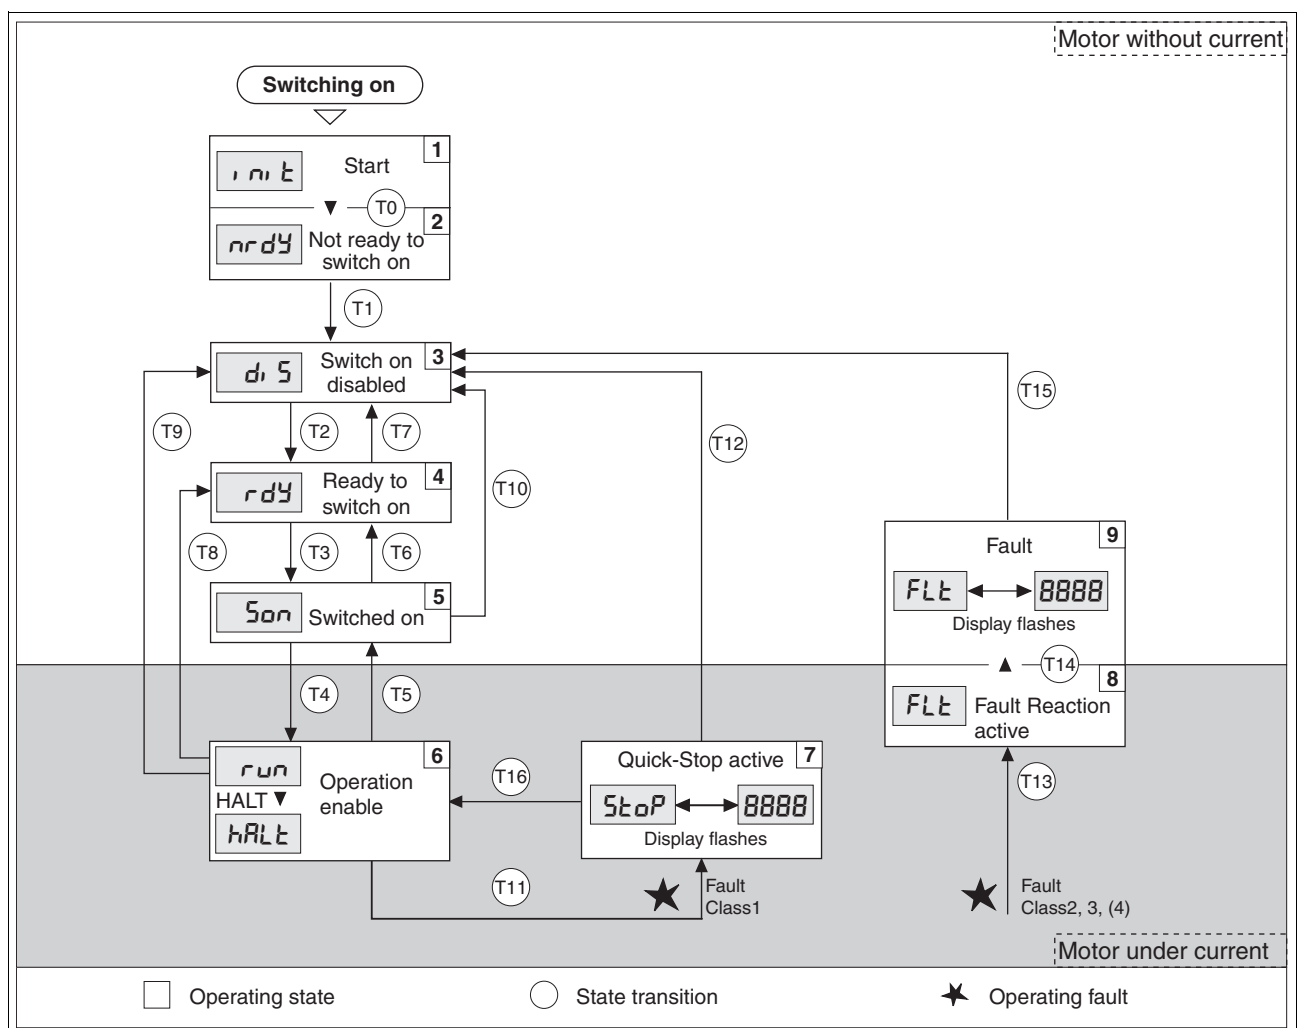 Motor without current
Switching on
1
init
Start
T0
2
nrdy
Not ready to
switch on
T1
3
diS
Switch on
disabled
T15
T9
T2
T7
T12
4
rdy
Ready to
switch on
T10
T8
T3
T6
9
Fault
FLt
8888
Display flashes
5
Son
Switched on
T14
8
FLt
Fault Reaction
active
T4
T5
6
run
HALT
hALt
Operation
enable
T16
Quick-Stop active
7
StoP
8888
Display flashes
T13
T11
Fault
Class1
Fault
Class2, 3, (4)
Motor under current
Operating state
State transition
Operating fault